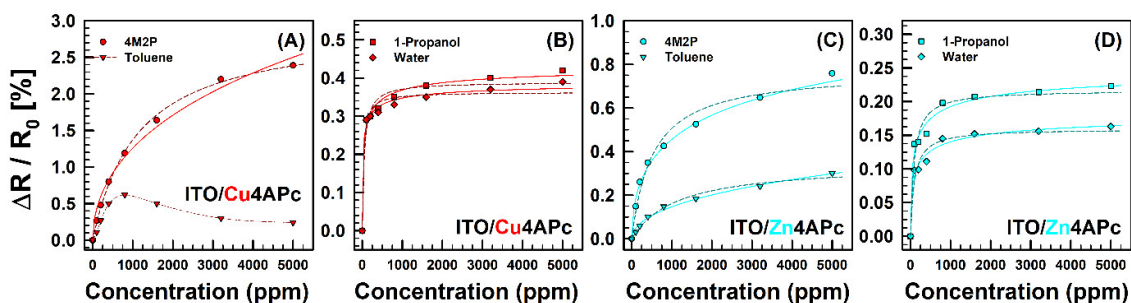 ΔR / R0 [%]
3.0
2.5
2.0
1.5
1.0
0.5
0.0
(A)
4M2P
Toluene
ITO/Cu4APc
0 1000 2000 3000 4000 5000
Concentration (ppm)
0.5
0.4
0.3
0.2
0.1
0.0
(B)
1-Propanol
Water
ITO/Cu4APc
0 1000 2000 3000 4000 5000
Concentration (ppm)
1.0
0.8
0.6
0.4
0.2
0.0
(C)
4M2P
Toluene
ITO/Zn4APc
0 1000 2000 3000 4000 5000
Concentration (ppm)
0.30
0.25
0.20
0.15
0.10
0.05
0.00
(D)
1-Propanol
Water
ITO/Zn4APc
0 1000 2000 3000 4000 5000
Concentration (ppm)